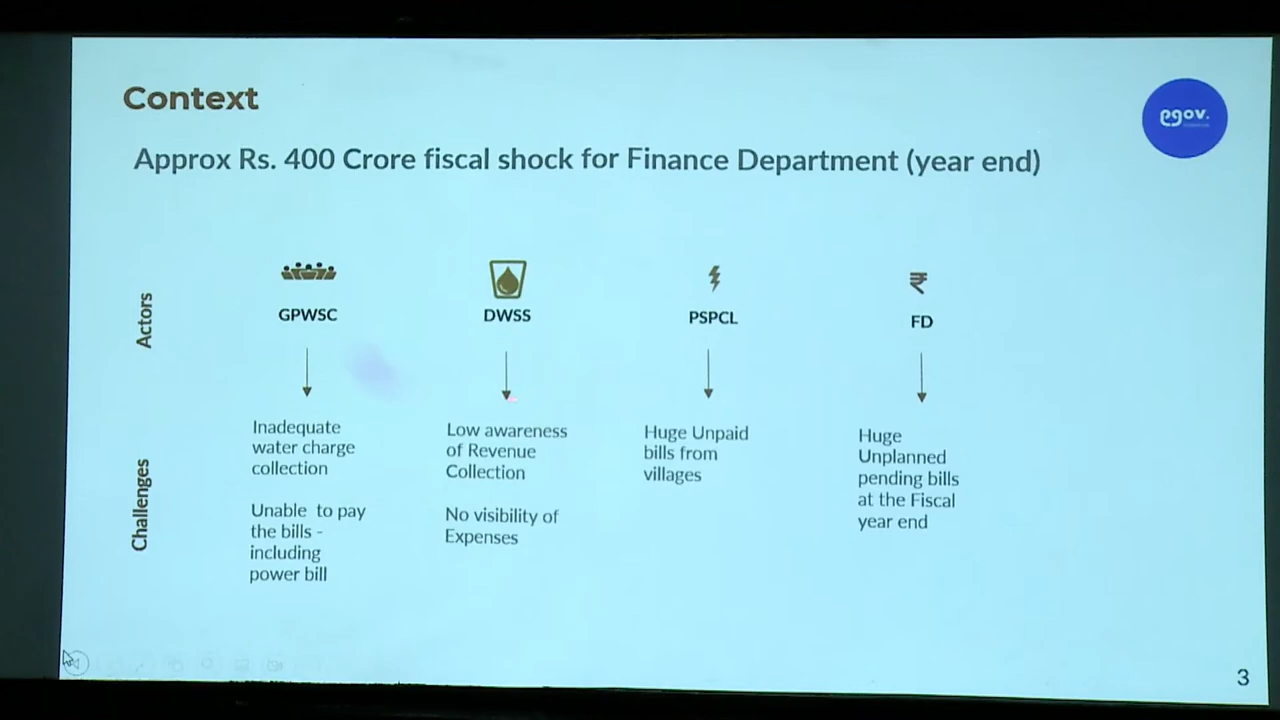 Context
egov.
Approx Rs. 400 Crore fiscal shock for Finance Department (year end)
Actors
GPWSC
DWSS
PSPCL
FD
Challenges
Inadequate
water charge
collection
Unable to pay
the bills -
including
power bill
Low awareness
of Revenue
Collection
No visibility of
Expenses
Huge Unpaid
bills from
villages
Huge
Unplanned
pending bills
at the Fiscal
year end
3